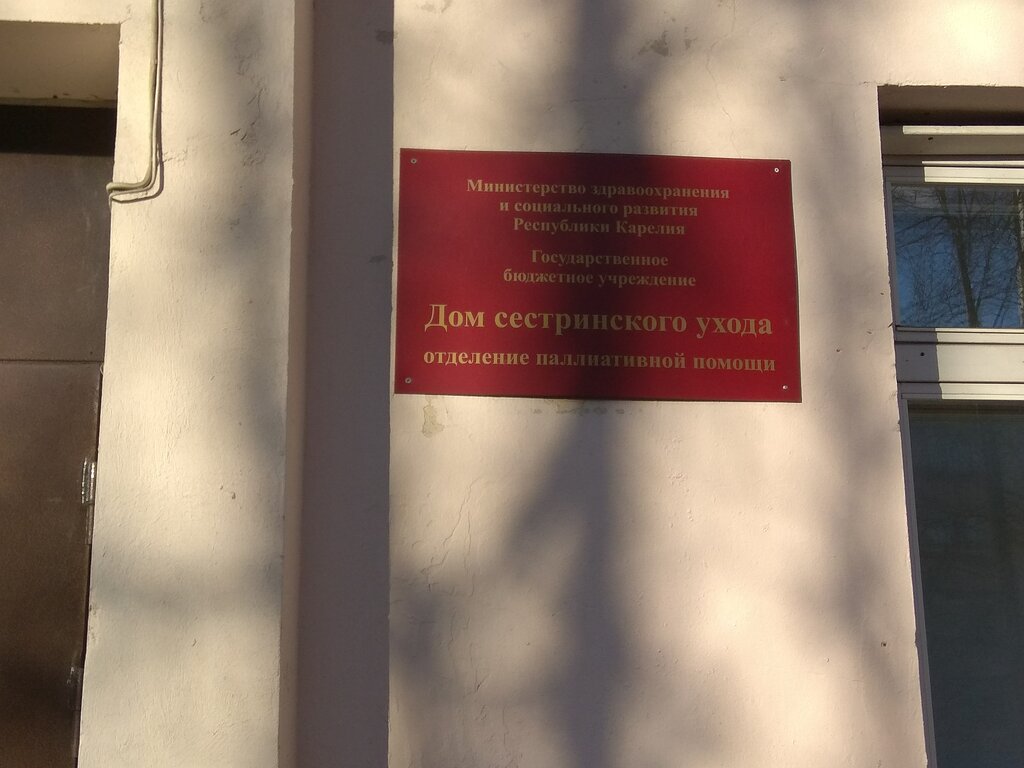 Министерство здравоохранения
и социального развития
Республики Карелия
Государственное
бюджетное учреждение
Дом сестринского ухода
отделение паллиативной помощи